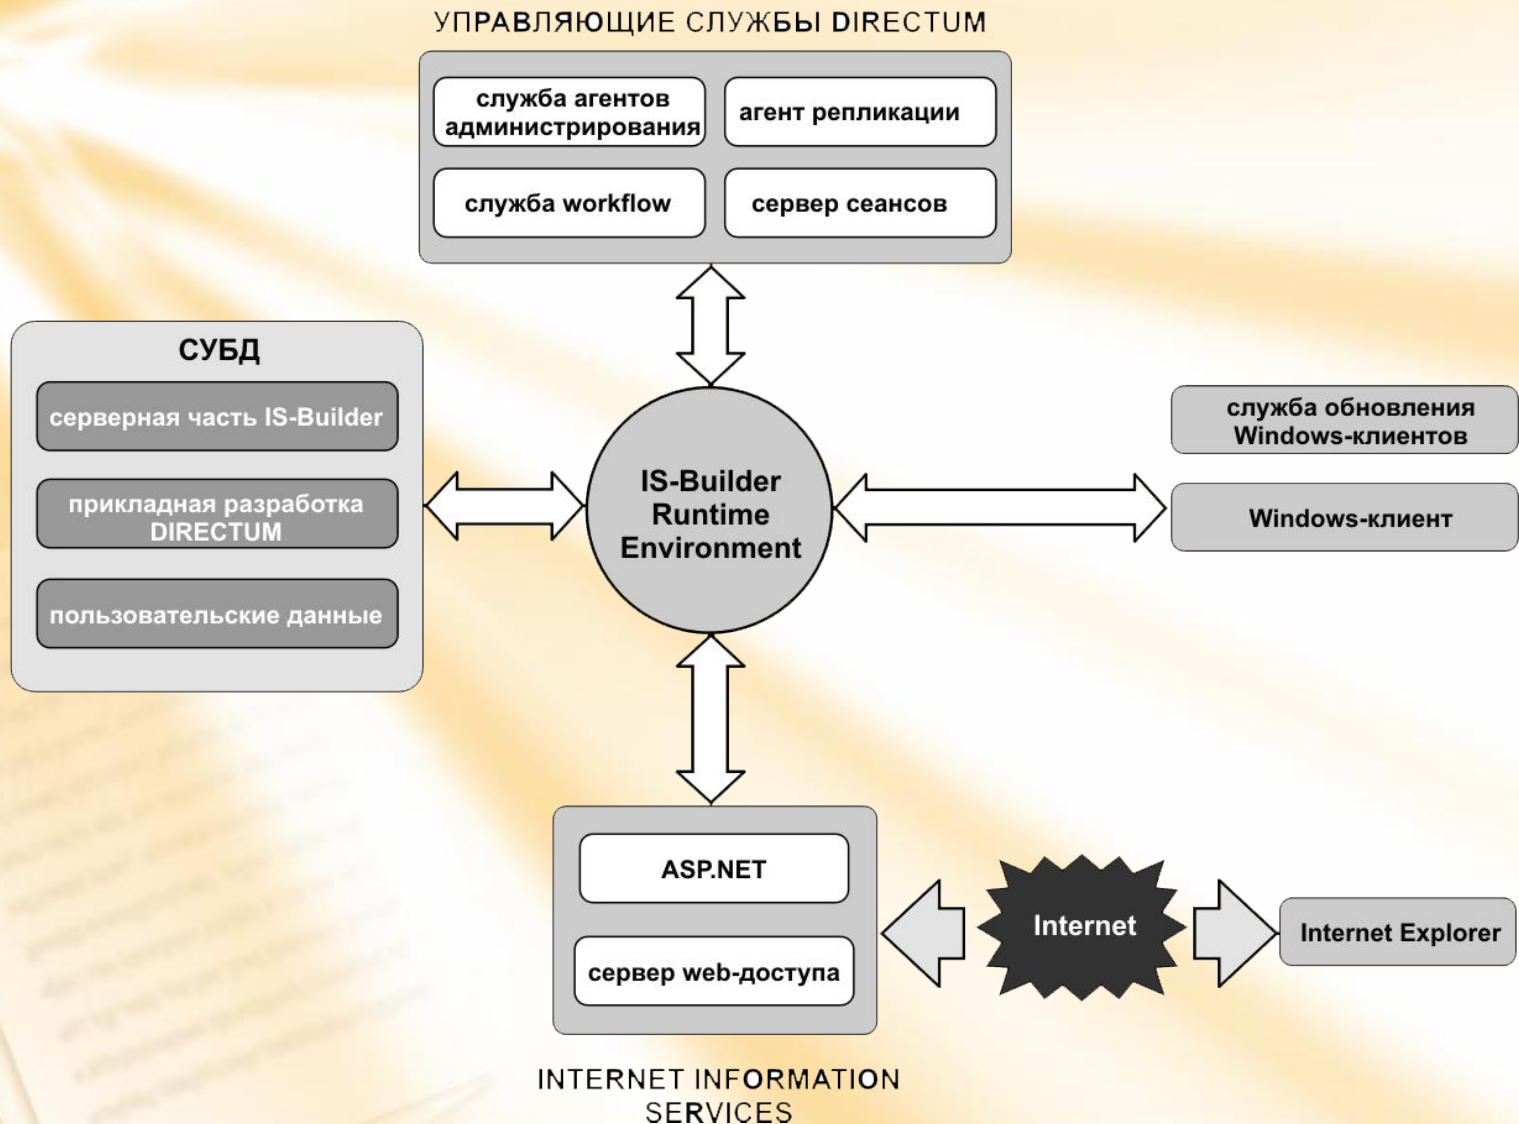 УПРАВЛЯЮЩИЕ СЛУЖБЫ DIRECTUM
служба агентов
администрирования
агент репликации
служба workflow
сервер сеансов
СУБД
серверная часть IS-Builder
прикладная разработка
DIRECTUM
пользовательские данные
IS-Builder
Runtime
Environment
служба обновления
Windows-клиентов
Windows-клиент
ASP.NET
сервер web-доступа
Internet
Internet Explorer
INTERNET INFORMATION
SERVICES